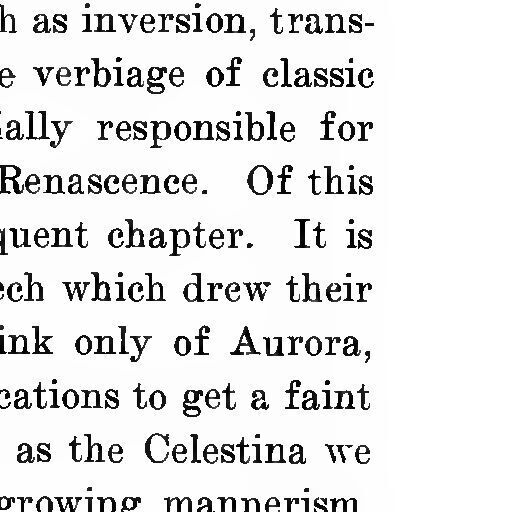 h as inversion, trans-
e verbiage of classic
ially responsible for
Renascence. Of this
quent chapter. It is
ech which drew their
ink only of Aurora,
cations to get a faint
as the Celestina we
growing mannerism